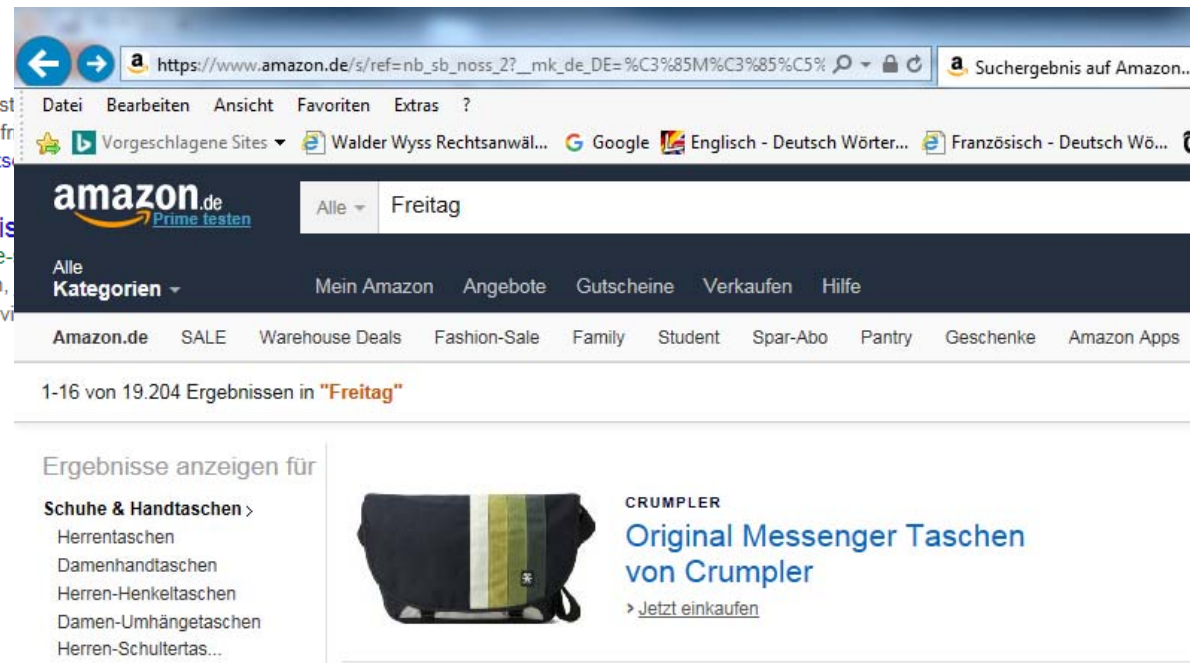 https://www.amazon.de/s/ref=nb_sb_noss_2?__mk_de_DE=%C3%85M%C3%85%C5%
Suchergebnis auf Amazon...
Datei Bearbeiten Ansicht Favoriten Extras ?
Vorgeschlagene Sites Walder Wyss Rechtsanwäl... Google Englisch - Deutsch Wörter... Französisch - Deutsch Wö...
amazon.de
Prime testen
Alle Freitag
Alle
Kategorien
Mein Amazon Angebote Gutscheine Verkaufen Hilfe
Amazon.de SALE Warehouse Deals Fashion-Sale Family Student Spar-Abo Pantry Geschenke Amazon Apps
1-16 von 19.204 Ergebnissen in "Freitag"
Ergebnisse anzeigen für
Schuhe & Handtaschen >
Herrentaschen
Damenhandtaschen
Herren-Henkeltaschen
Damen-Umhängetaschen
Herren-Schultertas...
CRUMPLER
Original Messenger Taschen
von Crumpler
> Jetzt einkaufen